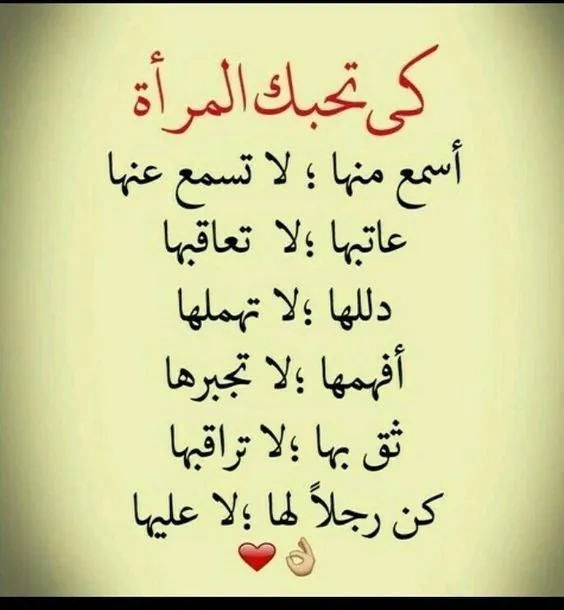 كى تحبك المرأة
أسمع منها ؛ لا تسمع عنها
عاتبها ؛لا تعاقبها
دللها ؛لا تهملها
أفهمها ؛لا تجبرها
ثق بها ؛لا تراقبها
كن رجلاً لها ؛لا عليها
❤️👌🏼